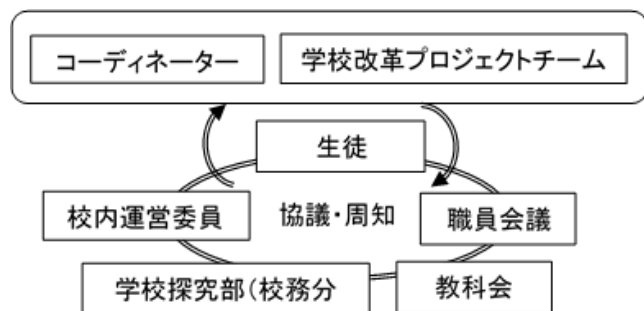 コーディネーター
学校改革プロジェクトチーム
生徒
校内運営委員
協議・周知
職員会議
学校探究部(校務分
教科会